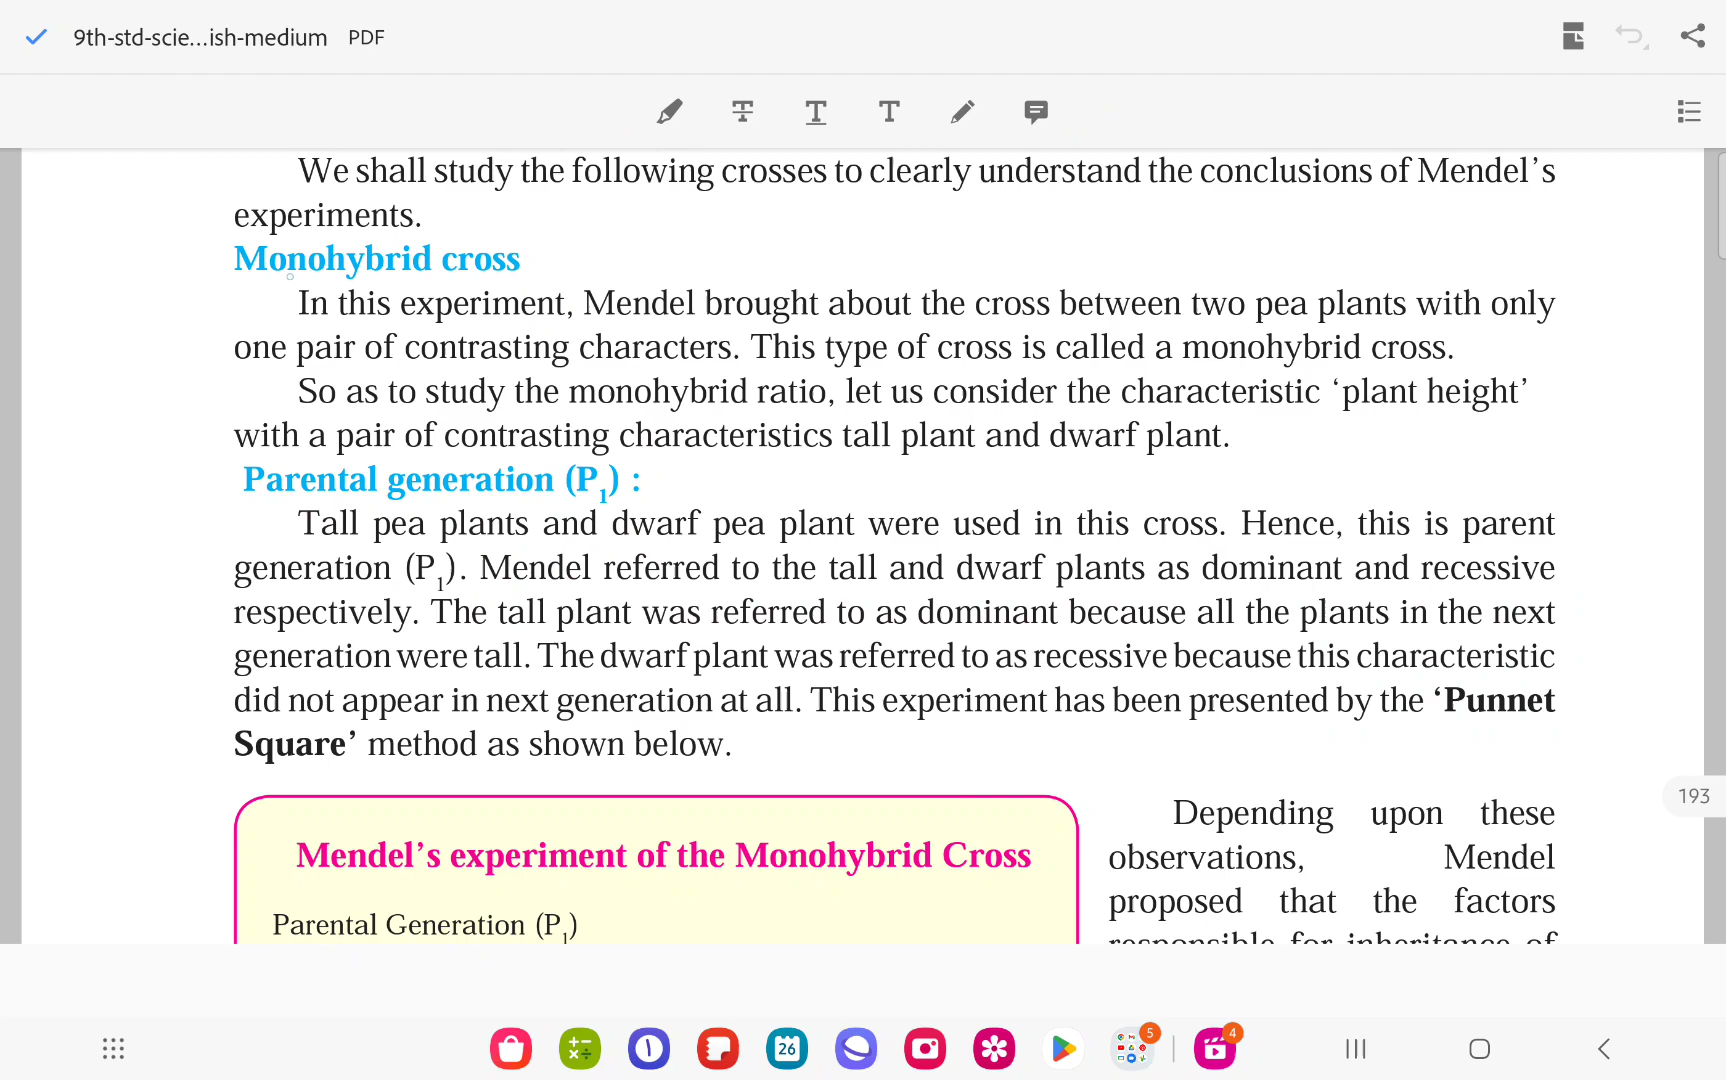 9th-std-scie...ish-medium PDF
We shall study the following crosses to clearly understand the conclusions of Mendel's
experiments.
Monohybrid cross
In this experiment, Mendel brought about the cross between two pea plants with only
one pair of contrasting characters. This type of cross is called a monohybrid cross.
So as to study the monohybrid ratio, let us consider the characteristic 'plant height'
with a pair of contrasting characteristics tall plant and dwarf plant.
Parental generation (P₁) :
Tall pea plants and dwarf pea plant were used in this cross. Hence, this is parent
generation (P₁). Mendel referred to the tall and dwarf plants as dominant and recessive
respectively. The tall plant was referred to as dominant because all the plants in the next
generation were tall. The dwarf plant was referred to as recessive because this characteristic
did not appear in next generation at all. This experiment has been presented by the 'Punnet
Square' method as shown below.
193
Mendel's experiment of the Monohybrid Cross
Parental Generation (P₁)
Depending upon these
observations, Mendel
proposed that the factors
responsible for inheritance of
26
5
4